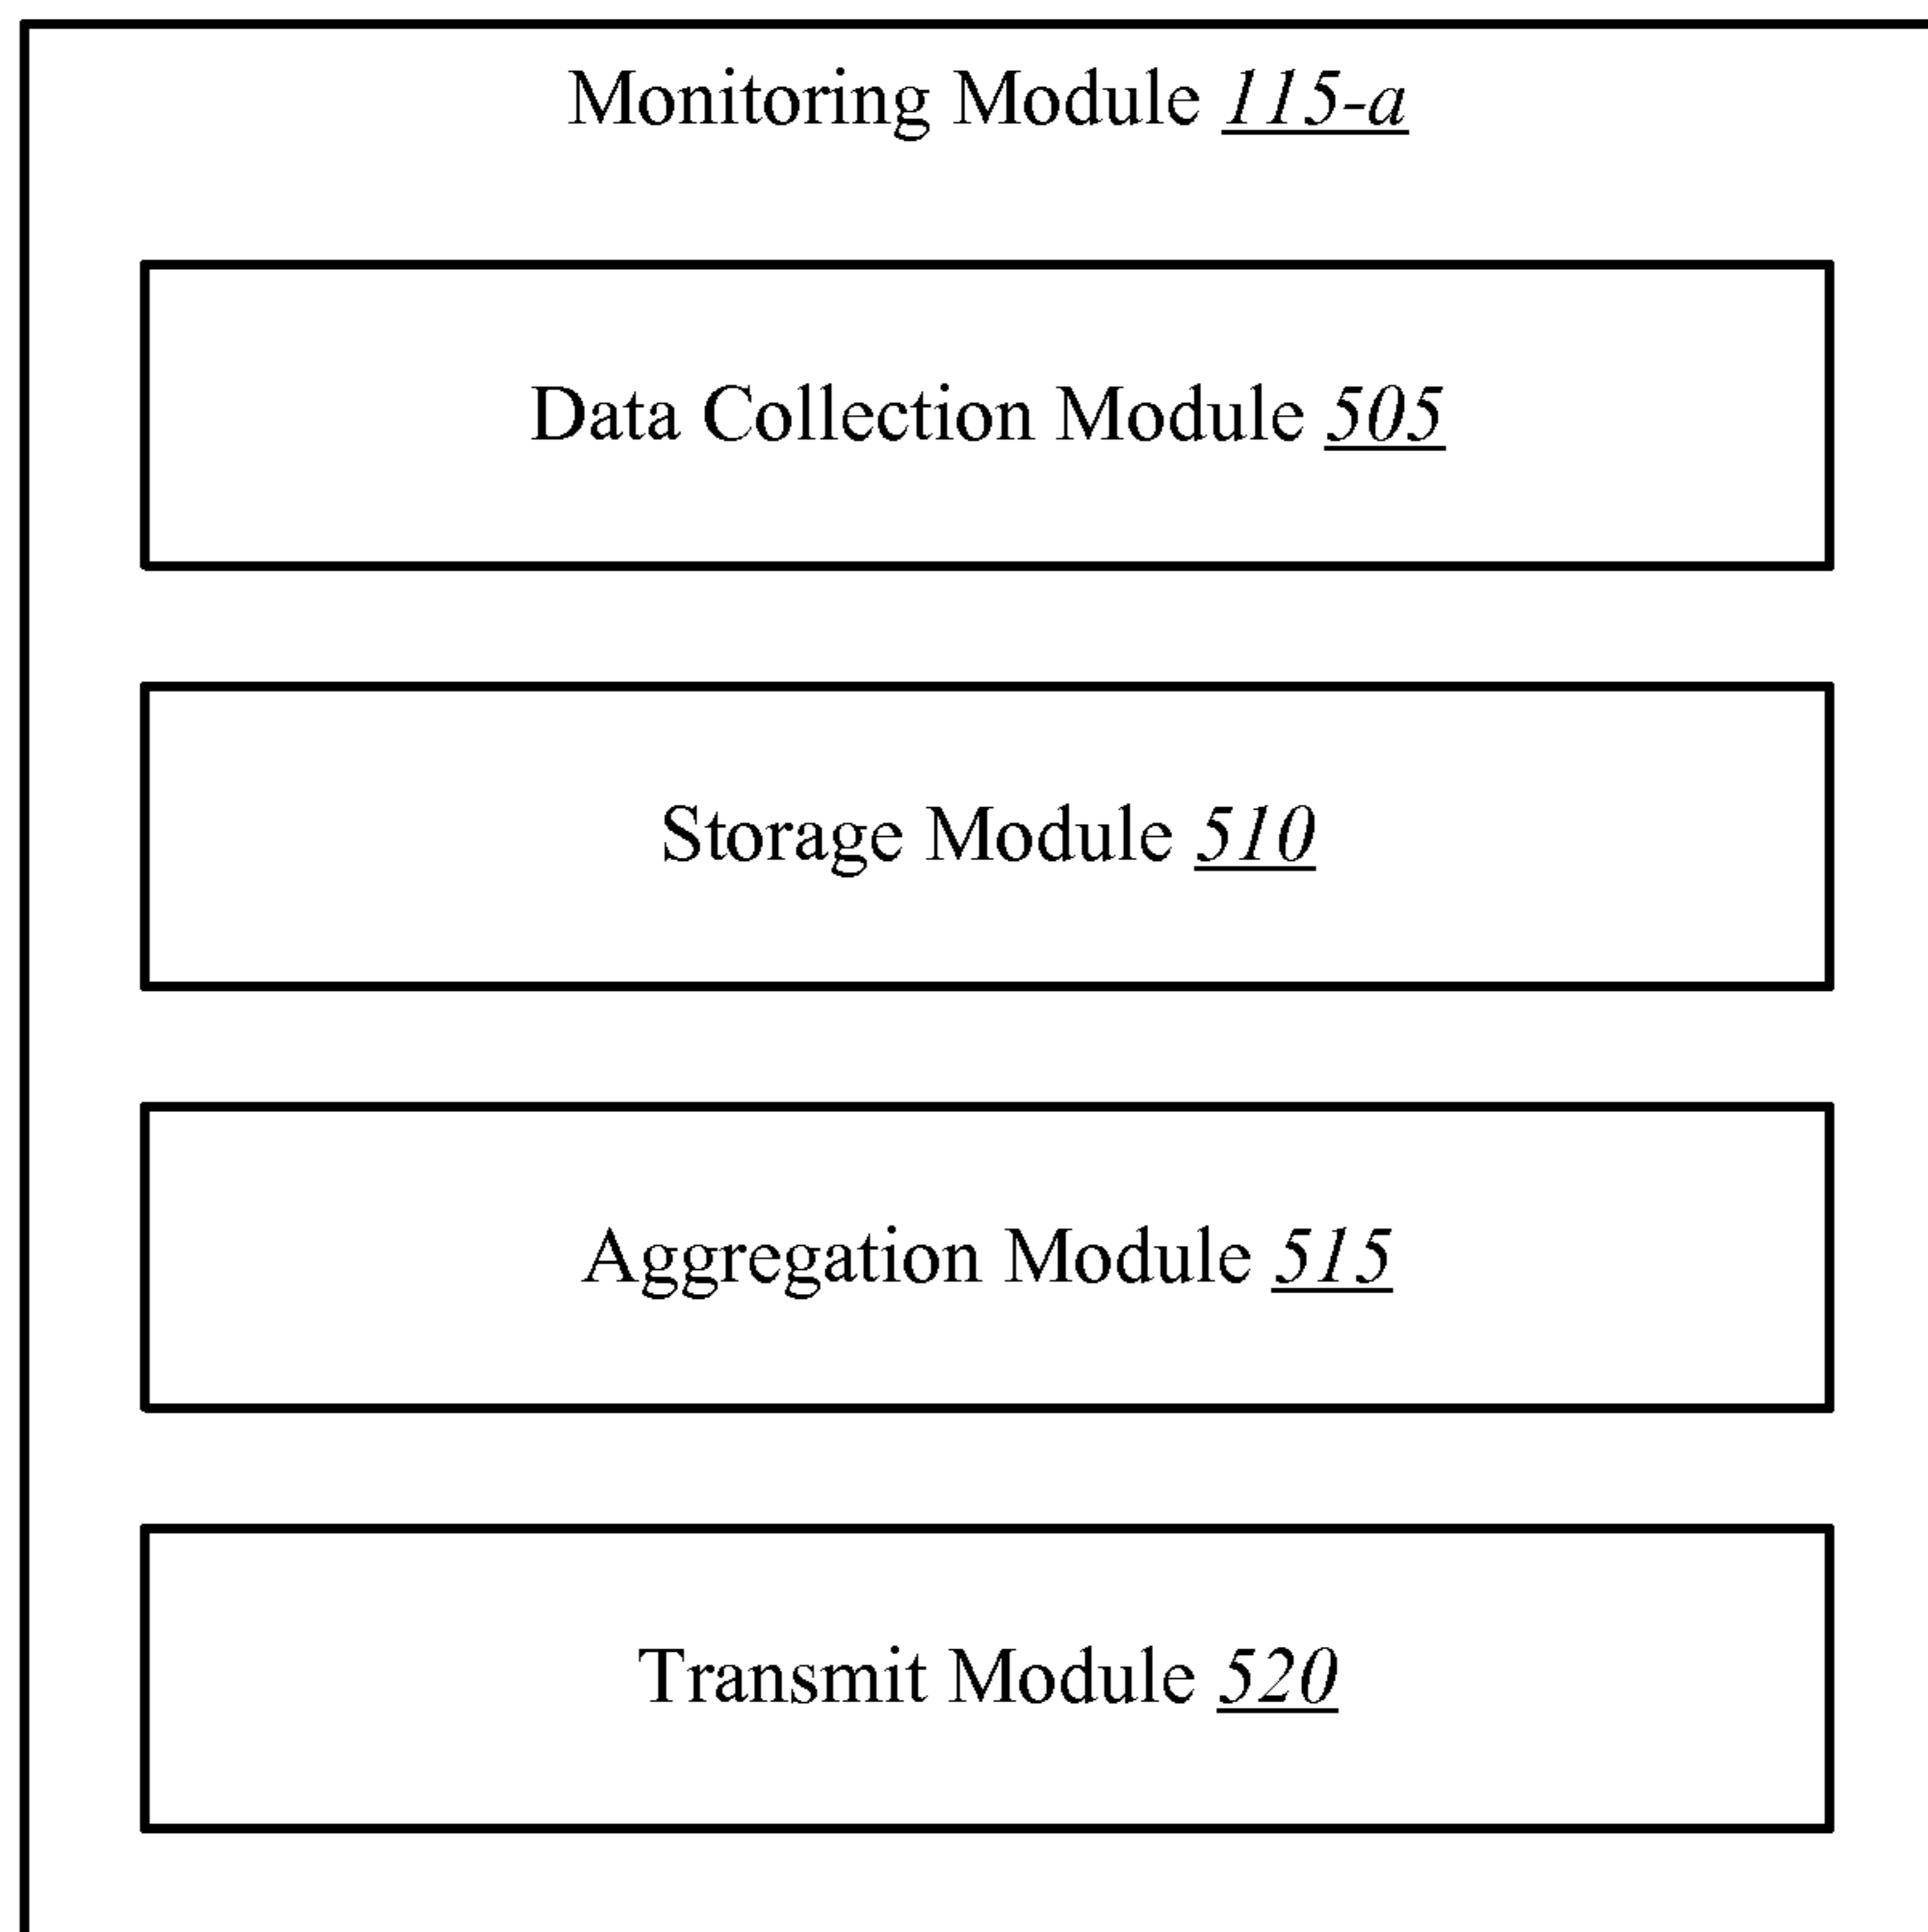 Monitoring Module 115-a
Data Collection Module 505
Storage Module 510
Aggregation Module 515
Transmit Module 520